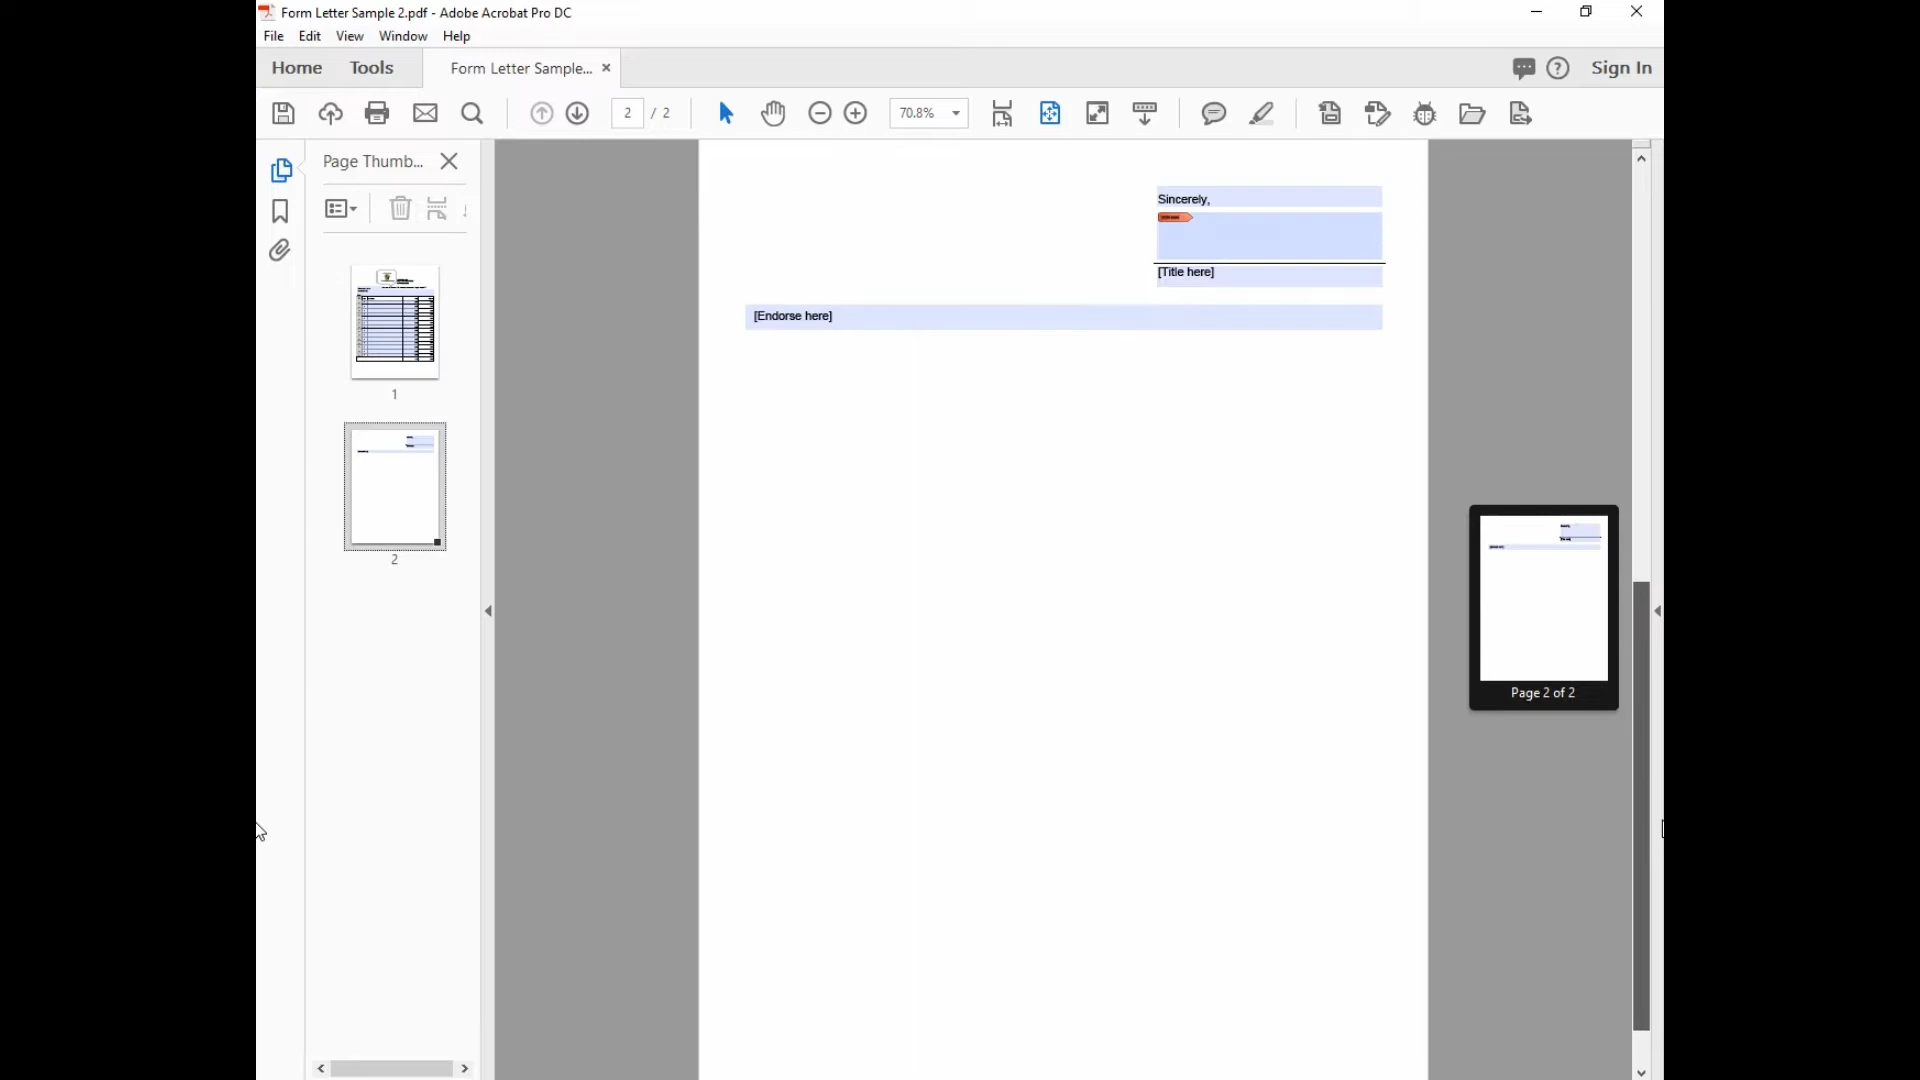 Form Letter Sample 2.pdf - Adobe Acrobat Pro DC
File Edit View Window Help
Home Tools Form Letter Sample... × Sign In
2 / 2 70.8%
Page Thumb...
1
2
Sincerely,
[Title here]
[Endorse here]
Page 2 of 2